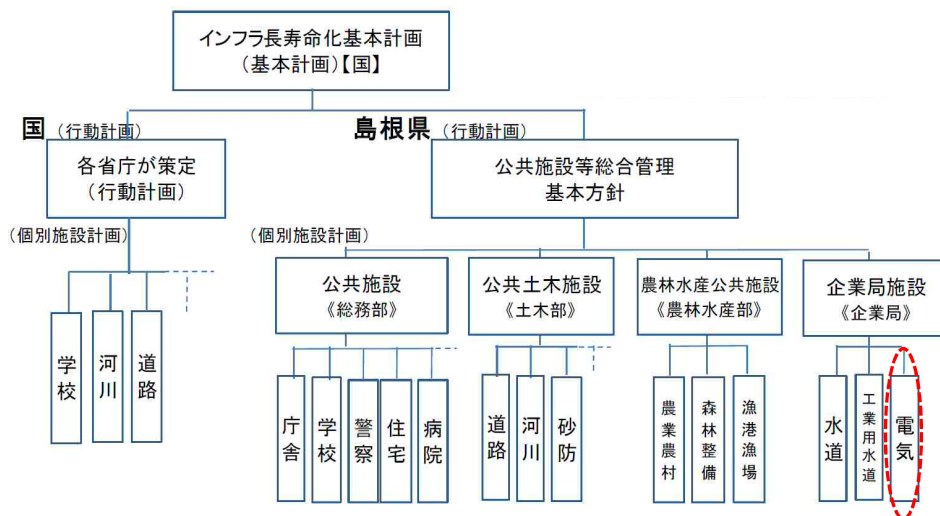 インフラ長寿命化基本計画
(基本計画)【国】
国 (行動計画)
島根県 (行動計画)
各省庁が策定
(行動計画)
公共施設等総合管理
基本方針
(個別施設計画)
(個別施設計画)
学校
河川
道路
公共施設
《総務部》
公共土木施設
《土木部》
農林水産公共施設
《農林水産部》
企業局施設
《企業局》
庁舎
学校
警察
住宅
病院
道路
河川
砂防
農業農村
森林整備
漁港漁場
水道
工業用水道
電気